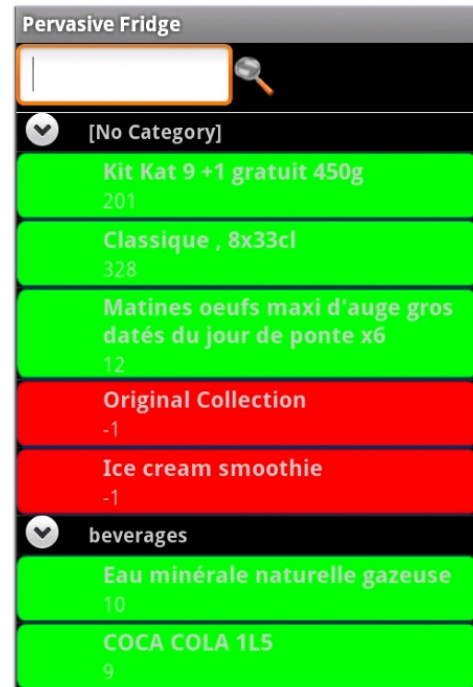 Pervasive Fridge
[No Category]
Kit Kat 9 +1 gratuit 450g
201
Classique , 8x33cl
328
Matines oeufs maxi d'auge gros
datés du jour de ponte x6
12
Original Collection
-1
Ice cream smoothie
-1
beverages
Eau minérale naturelle gazeuse
10
COCA COLA 1L5
9